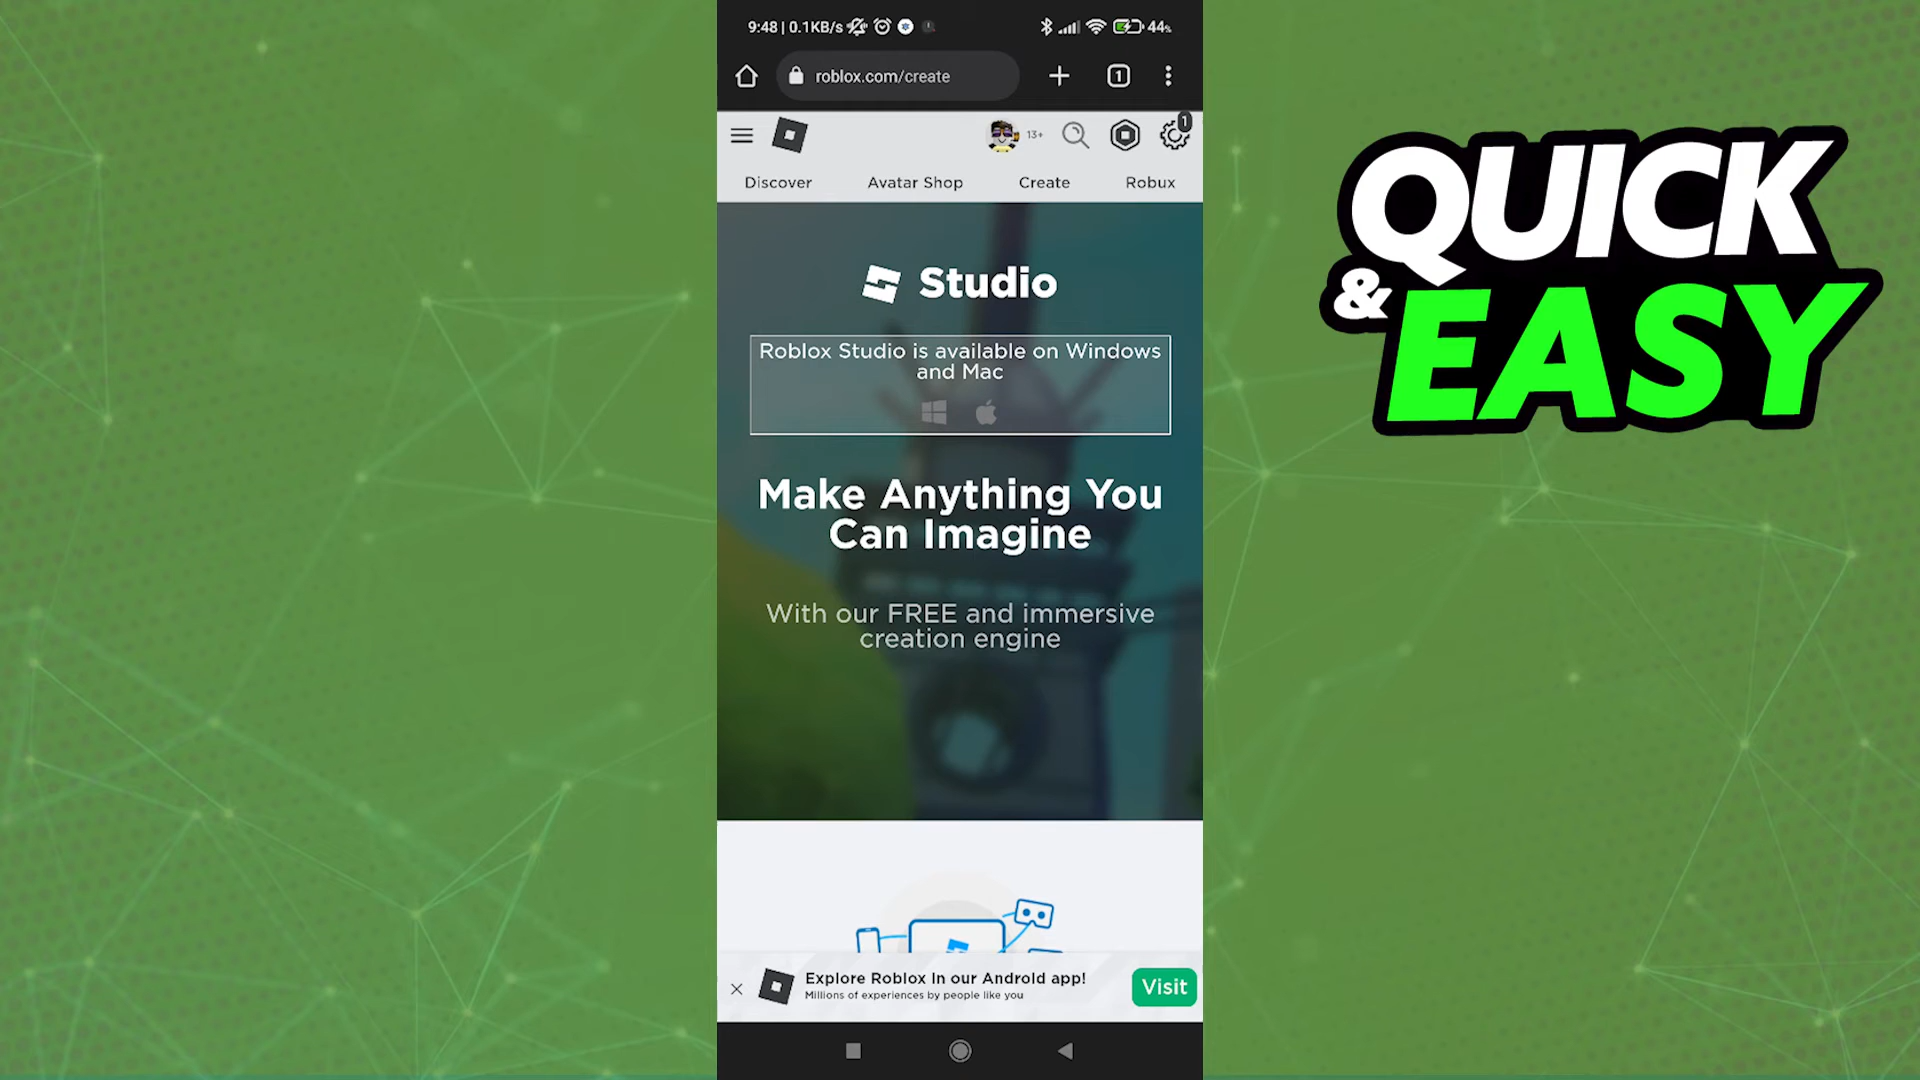 9:48 | 0.1KB/s
44%
roblox.com/create
1
13+
1
Discover
Avatar Shop
Create
Robux
Studio
Roblox Studio is available on Windows
and Mac
Make Anything You
Can Imagine
With our FREE and immersive
creation engine
Explore Roblox in our Android app!
Millions of experiences by people like you
Visit
QUICK
& EASY